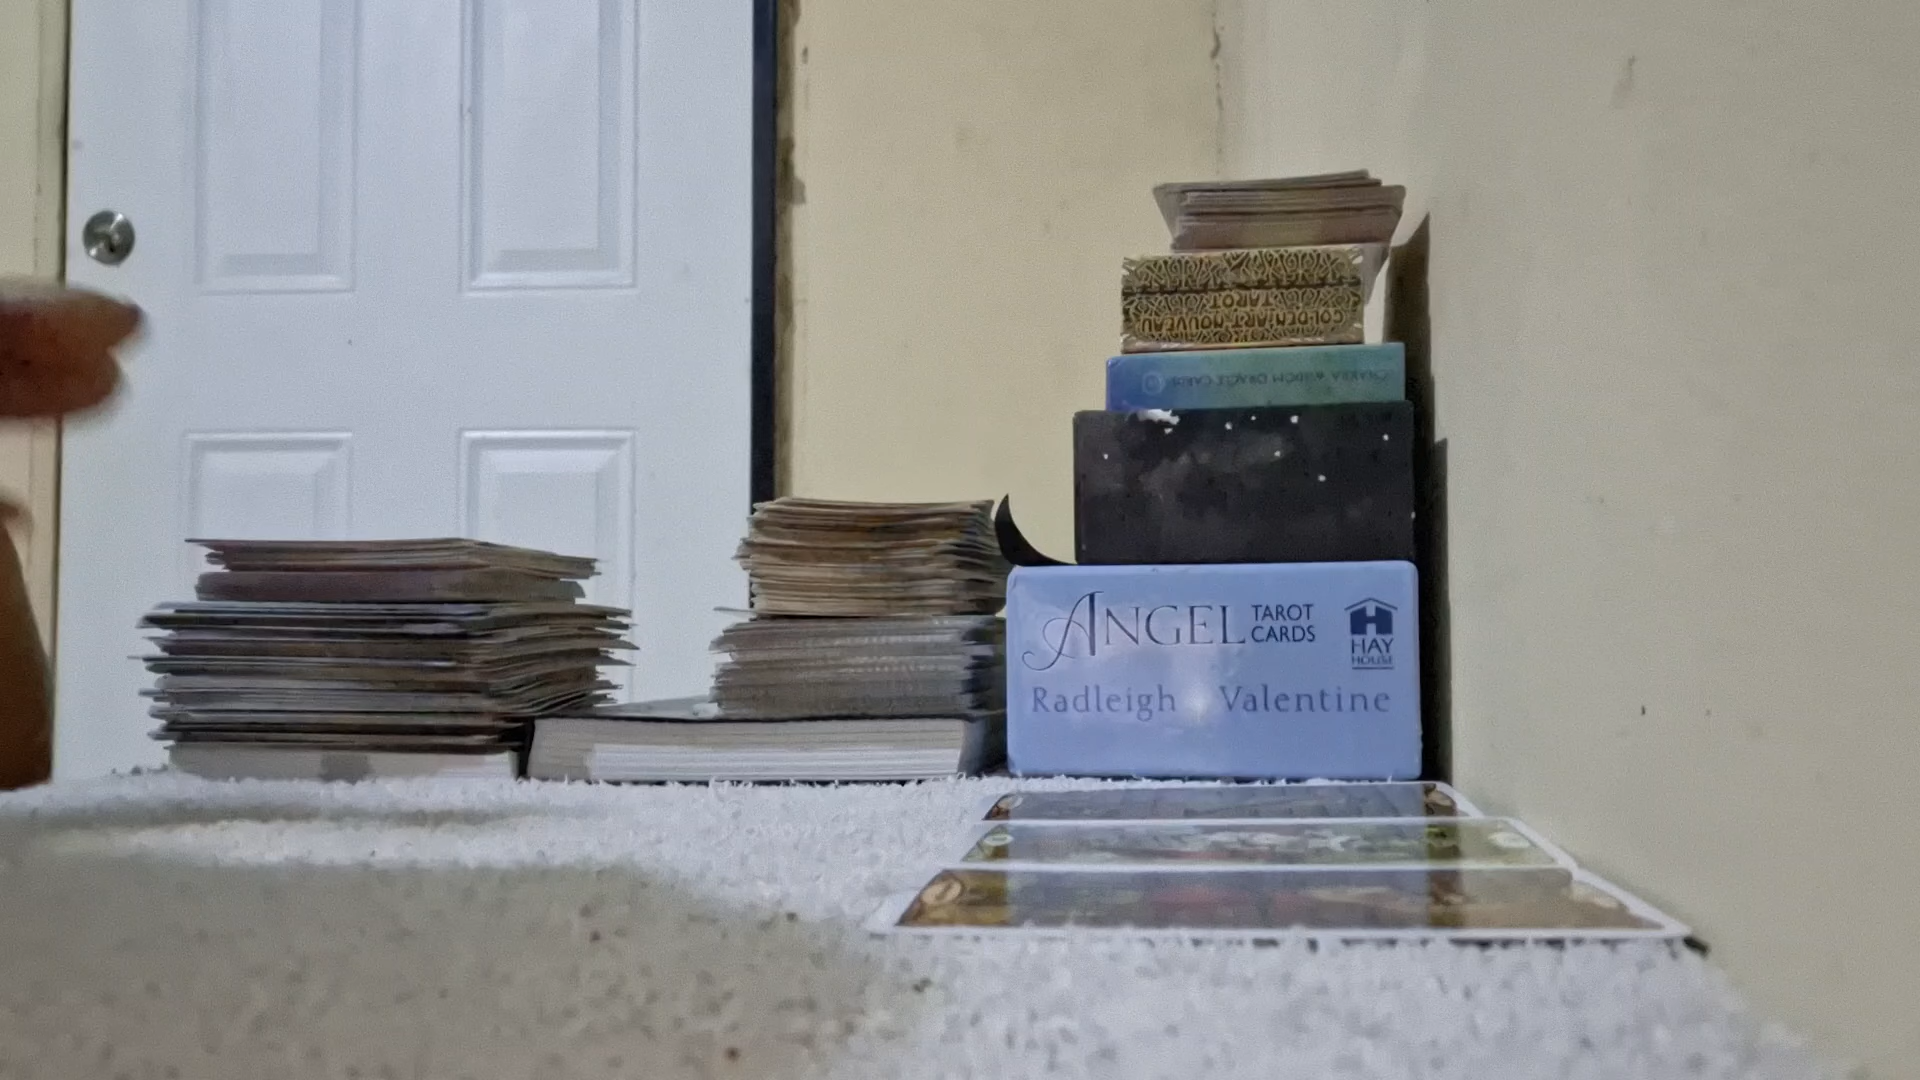 GOLDEN ART NOUVEAU
TAROT
CHAKRA WISDOM ORACLE CARDS
ANGEL TAROT
CARDS
HAY
HOUSE
Radleigh Valentine